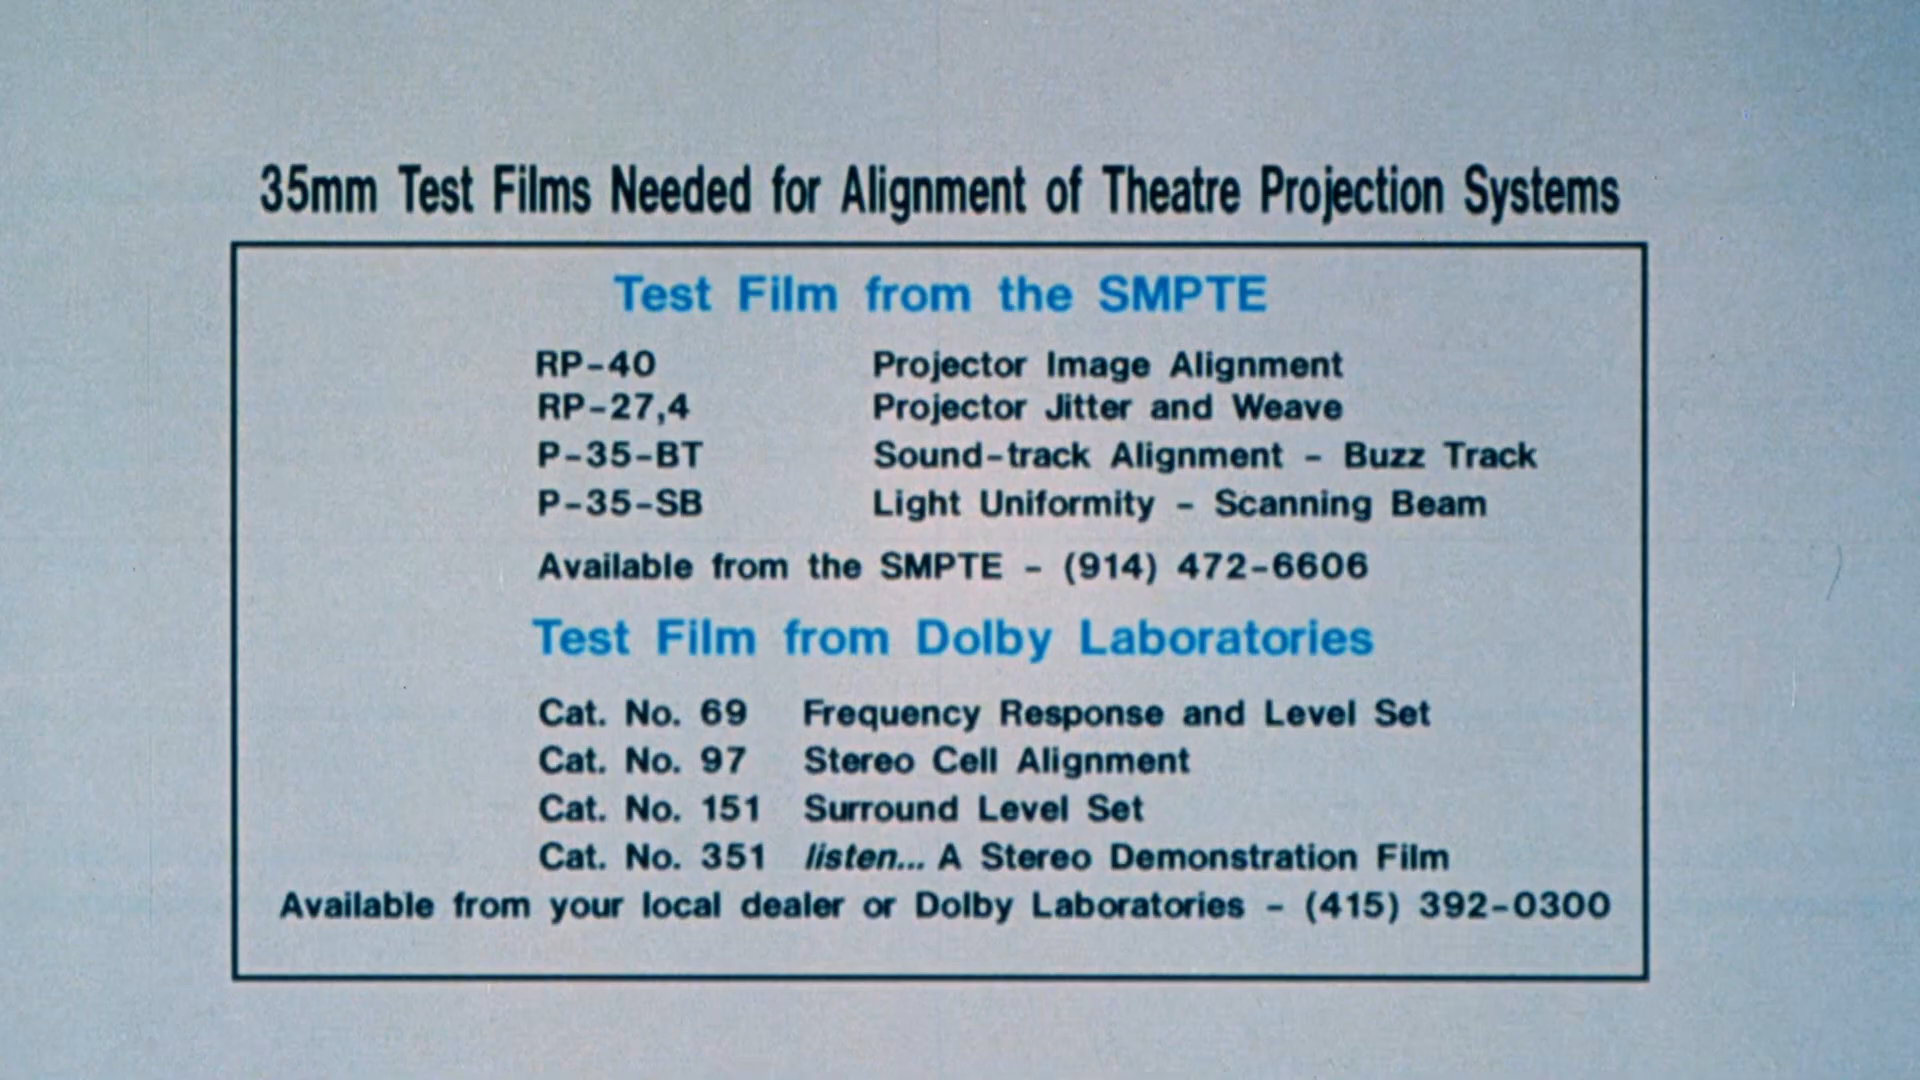 35mm Test Films Needed for Alignment of Theatre Projection Systems
Test Film from the SMPTE
RP-40 Projector Image Alignment
RP-27,4 Projector Jitter and Weave
P-35-BT Sound-track Alignment - Buzz Track
P-35-SB Light Uniformity - Scanning Beam
Available from the SMPTE - (914) 472-6606
Test Film from Dolby Laboratories
Cat. No. 69 Frequency Response and Level Set
Cat. No. 97 Stereo Cell Alignment
Cat. No. 151 Surround Level Set
Cat. No. 351 listen... A Stereo Demonstration Film
Available from your local dealer or Dolby Laboratories - (415) 392-0300